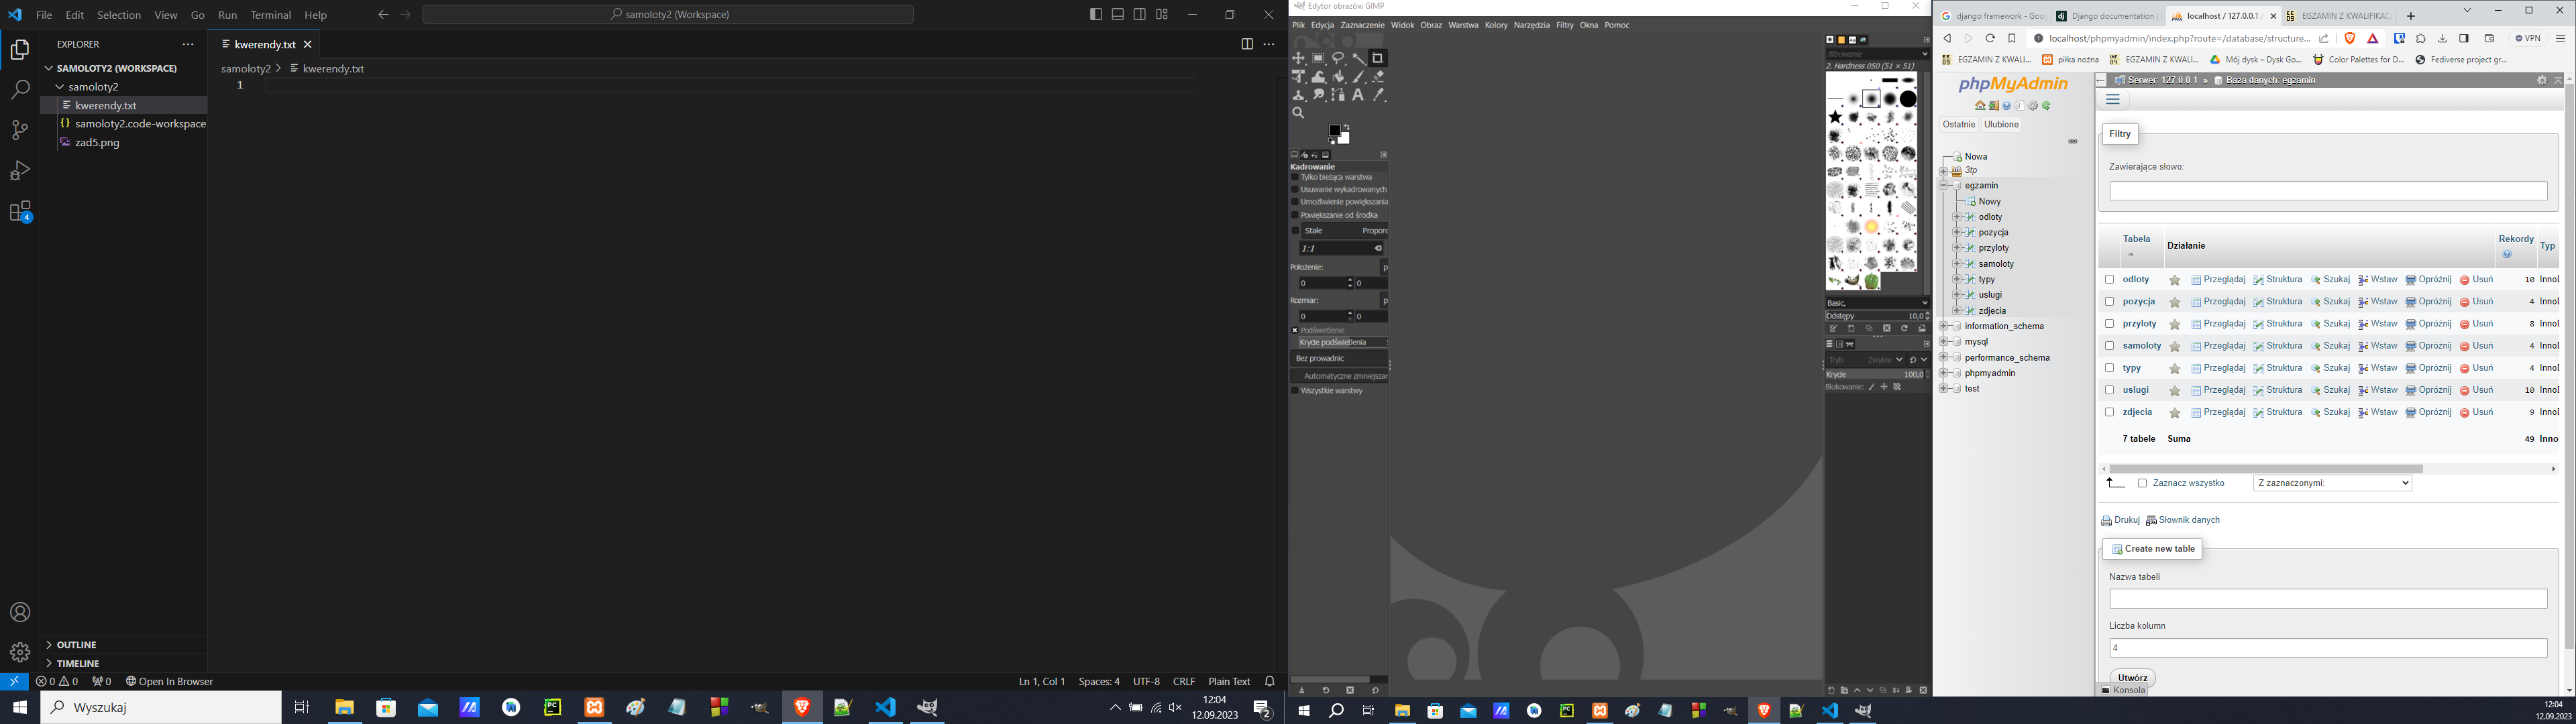 File Edit Selection View Go Run Terminal Help
samoloty2 (Workspace)
EXPLORER
SAMOLOTY2 (WORKSPACE)
samoloty2
kwerendy.txt
samoloty2.code-workspace
zad5.png
OUTLINE
TIMELINE
kwerendy.txt
samoloty2 > kwerendy.txt
1
4
0 0 0 Open In Browser
Ln 1, Col 1 Spaces: 4 UTF-8 CRLF Plain Text
Wyszukaj
12:04
12.09.2023
2
Edytor obrazów GIMP
Plik Edycja Zaznaczenie Widok Obraz Warstwa Kolory Narzędzia Filtry Okna Pomoc
Kadrowanie
Tylko bieżąca warstwa
Usuwanie wykadrowanych
Umożliwienie powiększania
Powiększanie od środka
Stałe Proporc
1:1
Położenie: p
0 0
Rozmiar: p
0 0
Podświetlenie
Krycie podświetlenia
Bez prowadnic
Automatyczne zmniejszan
Wszystkie warstwy
filtrowanie
2. Hardness 050 (51 × 51)
Basic,
Odstępy 10,0
Tryb Zwykłe
Krycie 100,0
Blokowanie:
django framework - Goo
Django documentation |
localhost / 127.0.0.1 /
EGZAMIN Z KWALIFIKAC
localhost/phpmyadmin/index.php?route=/database/structure...
VPN
EGZAMIN Z KWALI...
piłka nożna
EGZAMIN Z KWALI...
Mój dysk – Dysk Go...
Color Palettes for D...
Fediverse project gr...
phpMyAdmin
Ostatnie Ulubione
Nowa
3tp
egzamin
Nowy
odloty
pozycja
przyloty
samoloty
typy
uslugi
zdjecia
information_schema
mysql
performance_schema
phpmyadmin
test
Serwer: 127.0.0.1 » Baza danych: egzamin
Filtry
Zawierające słowo:
Tabela Działanie Rekordy Typ
odloty Przeglądaj Struktura Szukaj Wstaw Opróżnij Usuń 10 InnoD
pozycja Przeglądaj Struktura Szukaj Wstaw Opróżnij Usuń 4 InnoD
przyloty Przeglądaj Struktura Szukaj Wstaw Opróżnij Usuń 8 InnoD
samoloty Przeglądaj Struktura Szukaj Wstaw Opróżnij Usuń 4 InnoD
typy Przeglądaj Struktura Szukaj Wstaw Opróżnij Usuń 4 InnoD
uslugi Przeglądaj Struktura Szukaj Wstaw Opróżnij Usuń 10 InnoD
zdjecia Przeglądaj Struktura Szukaj Wstaw Opróżnij Usuń 9 InnoD
7 tabele Suma 49 Inno
Zaznacz wszystko Z zaznaczonymi:
Drukuj Słownik danych
Create new table
Nazwa tabeli
Liczba kolumn
4
Utwórz
Konsola
12:04
12.09.2023